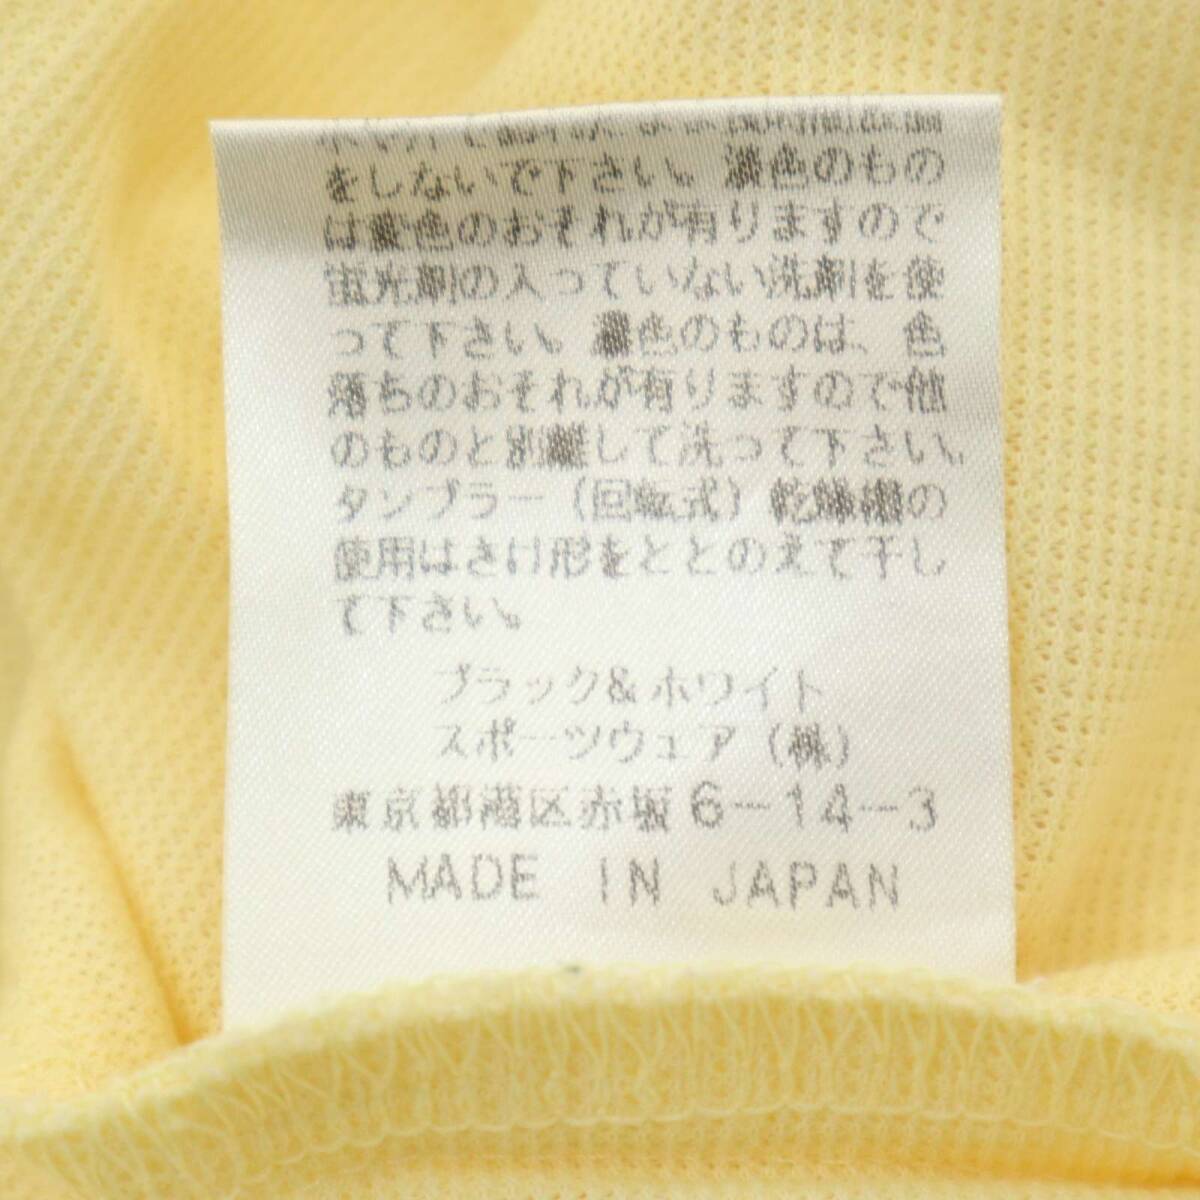 をしないで下さい。淡色のもの
は変色のおそれが有りますので
蛍光剤の入っていない洗剤を使
って下さい。濃色のものは、色
落ちのおそれが有りますので他
のものと別離して洗って下さい。
タンブラー(回転式)乾燥機の
使用はさけ形をととのえて干し
て下さい。
ブラック&ホワイト
スポーツウェア(株)
東京都港区赤坂6-14-3
MADE IN JAPAN